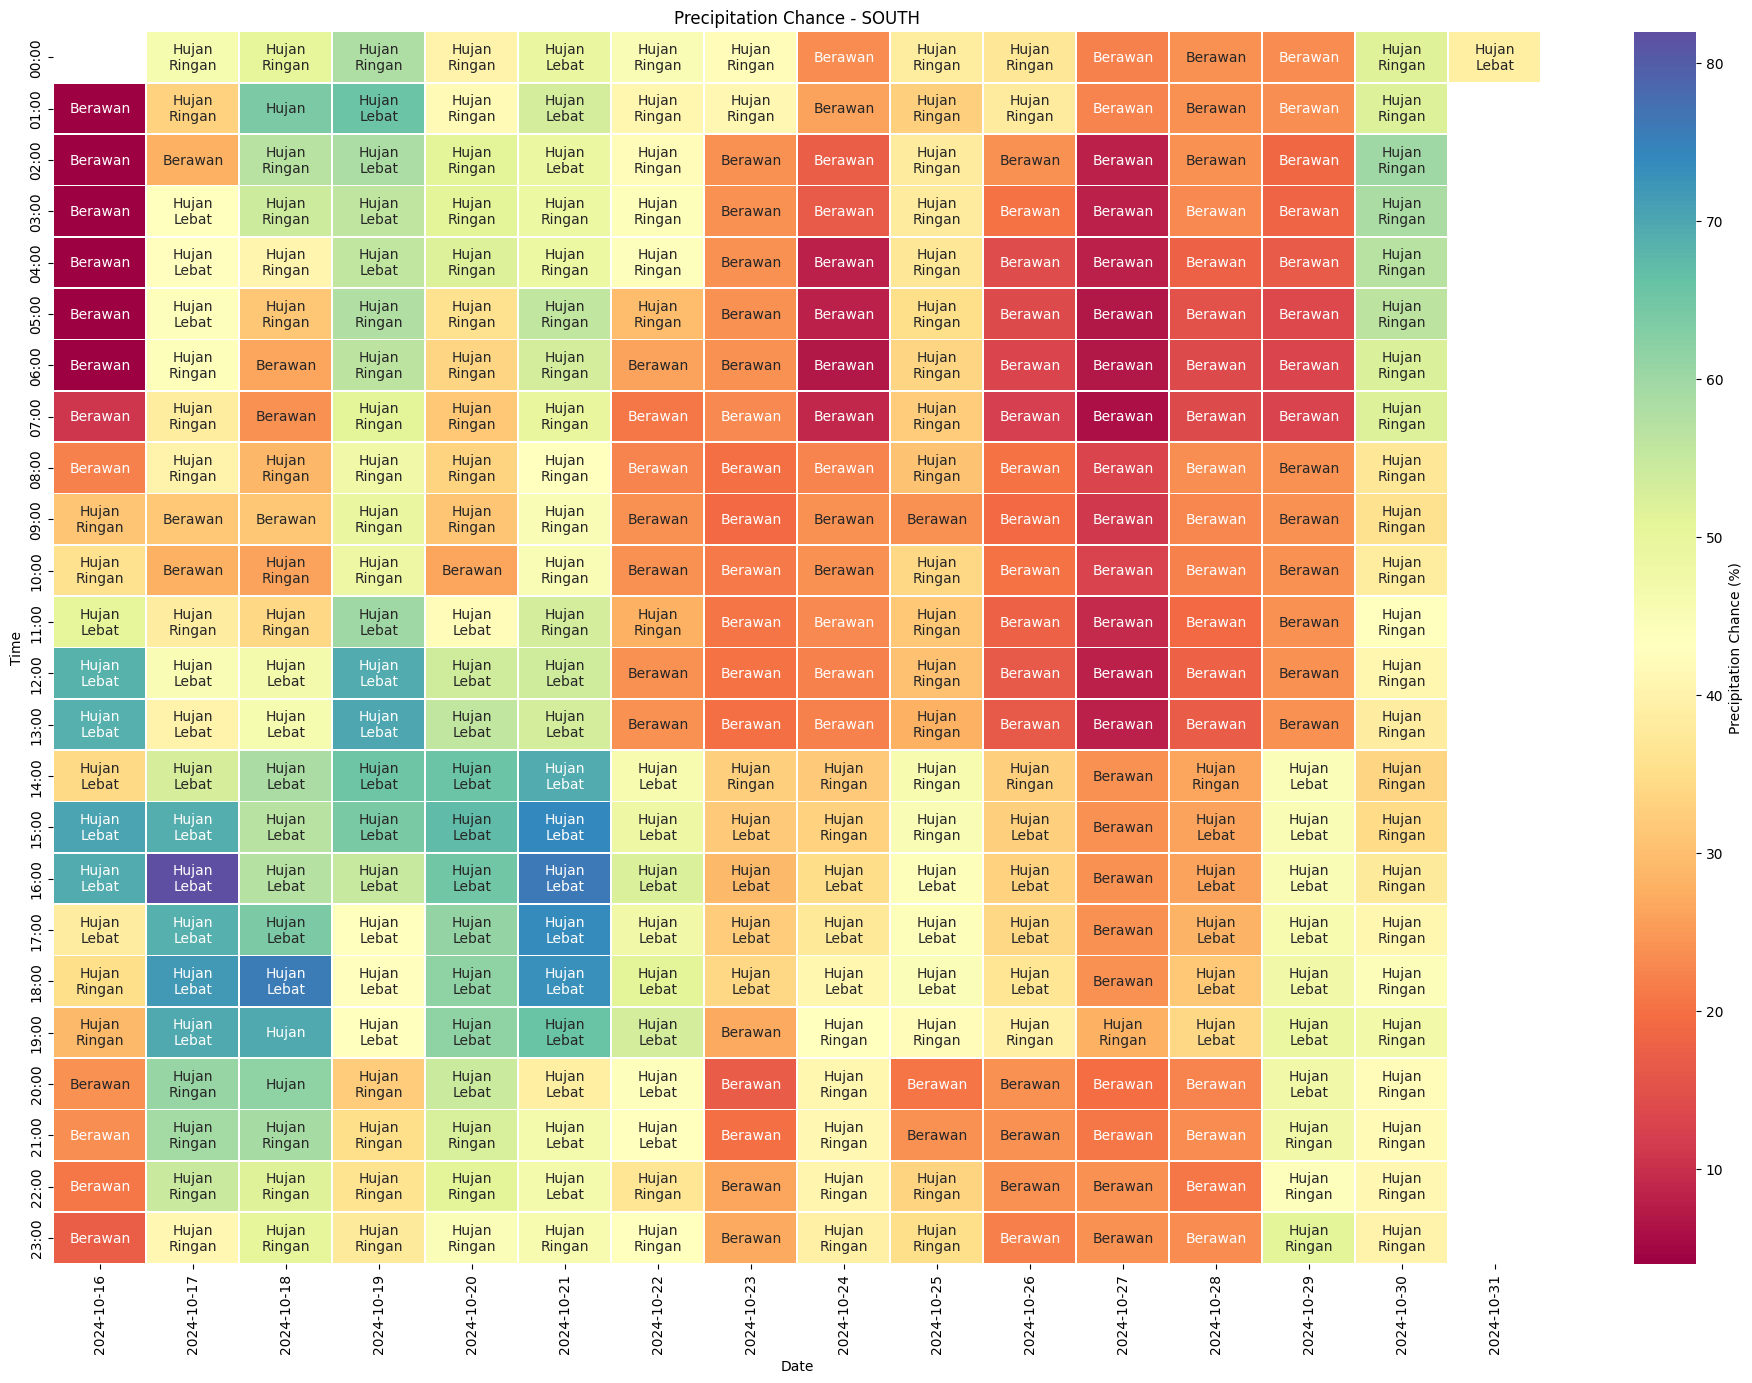 Precipitation Chance - SOUTH
00:00 Hujan Ringan Hujan Ringan Hujan Ringan Hujan Ringan Hujan Lebat Hujan Ringan Hujan Ringan Berawan Hujan Ringan Hujan Ringan Berawan Berawan Berawan Hujan Ringan Hujan Lebat
01:00 Berawan Hujan Ringan Hujan Hujan Lebat Hujan Ringan Hujan Lebat Hujan Ringan Hujan Ringan Berawan Hujan Ringan Hujan Ringan Berawan Berawan Berawan Hujan Ringan
02:00 Berawan Berawan Hujan Ringan Hujan Lebat Hujan Ringan Hujan Lebat Hujan Ringan Berawan Berawan Hujan Ringan Berawan Berawan Berawan Berawan Hujan Ringan
03:00 Berawan Hujan Lebat Hujan Ringan Hujan Lebat Hujan Ringan Hujan Ringan Hujan Ringan Berawan Berawan Hujan Ringan Berawan Berawan Berawan Berawan Hujan Ringan
04:00 Berawan Hujan Lebat Hujan Ringan Hujan Lebat Hujan Ringan Hujan Ringan Hujan Ringan Berawan Berawan Hujan Ringan Berawan Berawan Berawan Berawan Hujan Ringan
05:00 Berawan Hujan Lebat Hujan Ringan Hujan Ringan Hujan Ringan Hujan Ringan Hujan Ringan Berawan Berawan Hujan Ringan Berawan Berawan Berawan Berawan Hujan Ringan
06:00 Berawan Hujan Ringan Berawan Hujan Ringan Hujan Ringan Hujan Ringan Berawan Berawan Berawan Hujan Ringan Berawan Berawan Berawan Berawan Hujan Ringan
07:00 Berawan Hujan Ringan Berawan Hujan Ringan Hujan Ringan Hujan Ringan Berawan Berawan Berawan Hujan Ringan Berawan Berawan Berawan Berawan Hujan Ringan
08:00 Berawan Hujan Ringan Hujan Ringan Hujan Ringan Hujan Ringan Hujan Ringan Berawan Berawan Berawan Hujan Ringan Berawan Berawan Berawan Berawan Hujan Ringan
09:00 Hujan Ringan Berawan Berawan Hujan Ringan Hujan Ringan Hujan Ringan Berawan Berawan Berawan Berawan Berawan Berawan Berawan Berawan Hujan Ringan
10:00 Hujan Ringan Berawan Hujan Ringan Hujan Ringan Berawan Hujan Ringan Berawan Berawan Berawan Hujan Ringan Berawan Berawan Berawan Berawan Hujan Ringan
11:00 Hujan Lebat Hujan Ringan Hujan Ringan Hujan Lebat Hujan Lebat Hujan Ringan Hujan Ringan Berawan Berawan Hujan Ringan Berawan Berawan Berawan Berawan Hujan Ringan
12:00 Hujan Lebat Hujan Lebat Hujan Lebat Hujan Lebat Hujan Lebat Hujan Lebat Berawan Berawan Berawan Hujan Ringan Berawan Berawan Berawan Berawan Hujan Ringan
13:00 Hujan Lebat Hujan Lebat Hujan Lebat Hujan Lebat Hujan Lebat Hujan Lebat Berawan Berawan Berawan Hujan Ringan Berawan Berawan Berawan Berawan Hujan Ringan
14:00 Hujan Lebat Hujan Lebat Hujan Lebat Hujan Lebat Hujan Lebat Hujan Lebat Hujan Lebat Hujan Ringan Hujan Ringan Hujan Ringan Hujan Ringan Berawan Hujan Ringan Hujan Lebat Hujan Ringan
15:00 Hujan Lebat Hujan Lebat Hujan Lebat Hujan Lebat Hujan Lebat Hujan Lebat Hujan Lebat Hujan Lebat Hujan Ringan Hujan Ringan Hujan Lebat Berawan Hujan Lebat Hujan Lebat Hujan Ringan
16:00 Hujan Lebat Hujan Lebat Hujan Lebat Hujan Lebat Hujan Lebat Hujan Lebat Hujan Lebat Hujan Lebat Hujan Lebat Hujan Lebat Hujan Lebat Berawan Hujan Lebat Hujan Lebat Hujan Ringan
17:00 Hujan Lebat Hujan Lebat Hujan Lebat Hujan Lebat Hujan Lebat Hujan Lebat Hujan Lebat Hujan Lebat Hujan Lebat Hujan Lebat Hujan Lebat Berawan Hujan Lebat Hujan Lebat Hujan Ringan
18:00 Hujan Ringan Hujan Lebat Hujan Lebat Hujan Lebat Hujan Lebat Hujan Lebat Hujan Lebat Hujan Lebat Hujan Lebat Hujan Lebat Hujan Lebat Berawan Hujan Lebat Hujan Lebat Hujan Ringan
19:00 Hujan Ringan Hujan Lebat Hujan Hujan Lebat Hujan Lebat Hujan Lebat Hujan Lebat Berawan Hujan Ringan Hujan Ringan Hujan Ringan Hujan Ringan Hujan Lebat Hujan Lebat Hujan Ringan
20:00 Berawan Hujan Ringan Hujan Hujan Ringan Hujan Lebat Hujan Lebat Hujan Lebat Berawan Hujan Ringan Berawan Berawan Berawan Berawan Hujan Lebat Hujan Ringan
21:00 Berawan Hujan Ringan Hujan Ringan Hujan Ringan Hujan Ringan Hujan Lebat Hujan Lebat Berawan Hujan Ringan Berawan Berawan Berawan Berawan Hujan Ringan Hujan Ringan
22:00 Berawan Hujan Ringan Hujan Ringan Hujan Ringan Hujan Ringan Hujan Lebat Hujan Ringan Berawan Hujan Ringan Hujan Ringan Berawan Berawan Berawan Hujan Ringan Hujan Ringan
23:00 Berawan Hujan Ringan Hujan Ringan Hujan Ringan Hujan Ringan Hujan Ringan Hujan Ringan Berawan Hujan Ringan Hujan Ringan Berawan Berawan Berawan Hujan Ringan Hujan Ringan
Time
2024-10-16 2024-10-17 2024-10-18 2024-10-19 2024-10-20 2024-10-21 2024-10-22 2024-10-23 2024-10-24 2024-10-25 2024-10-26 2024-10-27 2024-10-28 2024-10-29 2024-10-30 2024-10-31
Date
80
70
60
50
40
30
20
10
Precipitation Chance (%)